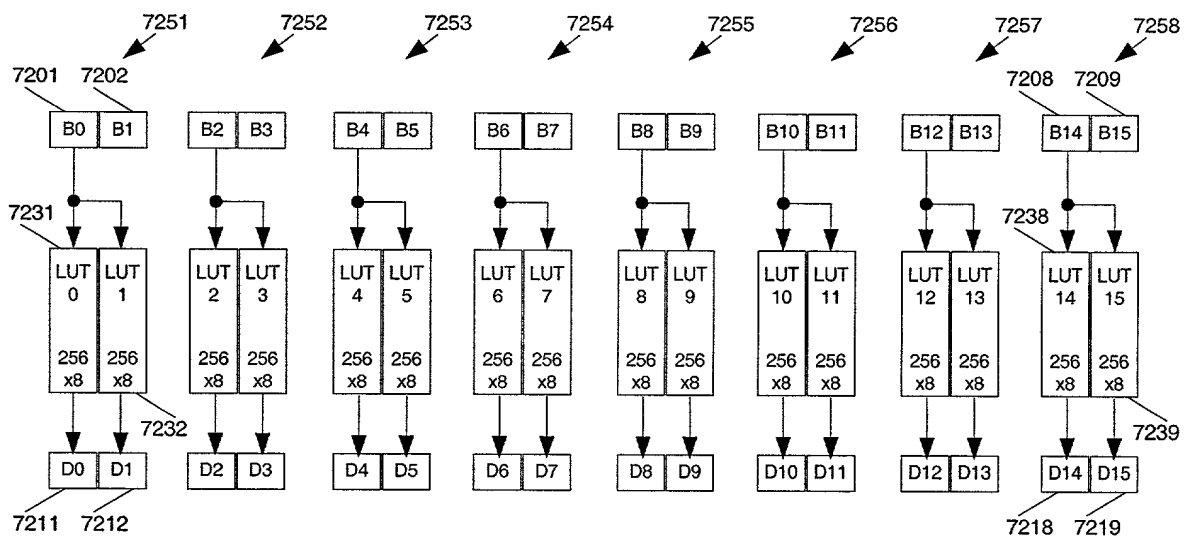 7251 7252 7253 7254 7255 7256 7257 7258
7201 7202 7208 7209
B0 B1 B2 B3 B4 B5 B6 B7 B8 B9 B10 B11 B12 B13 B14 B15
7231 7238
LUT LUT LUT LUT LUT LUT LUT LUT LUT LUT LUT LUT LUT LUT LUT LUT
0 1 2 3 4 5 6 7 8 9 10 11 12 13 14 15
256 256 256 256 256 256 256 256 256 256 256 256 256 256 256 256
x8 x8 x8 x8 x8 x8 x8 x8 x8 x8 x8 x8 x8 x8 x8 x8
7232 7239
D0 D1 D2 D3 D4 D5 D6 D7 D8 D9 D10 D11 D12 D13 D14 D15
7211 7212 7218 7219